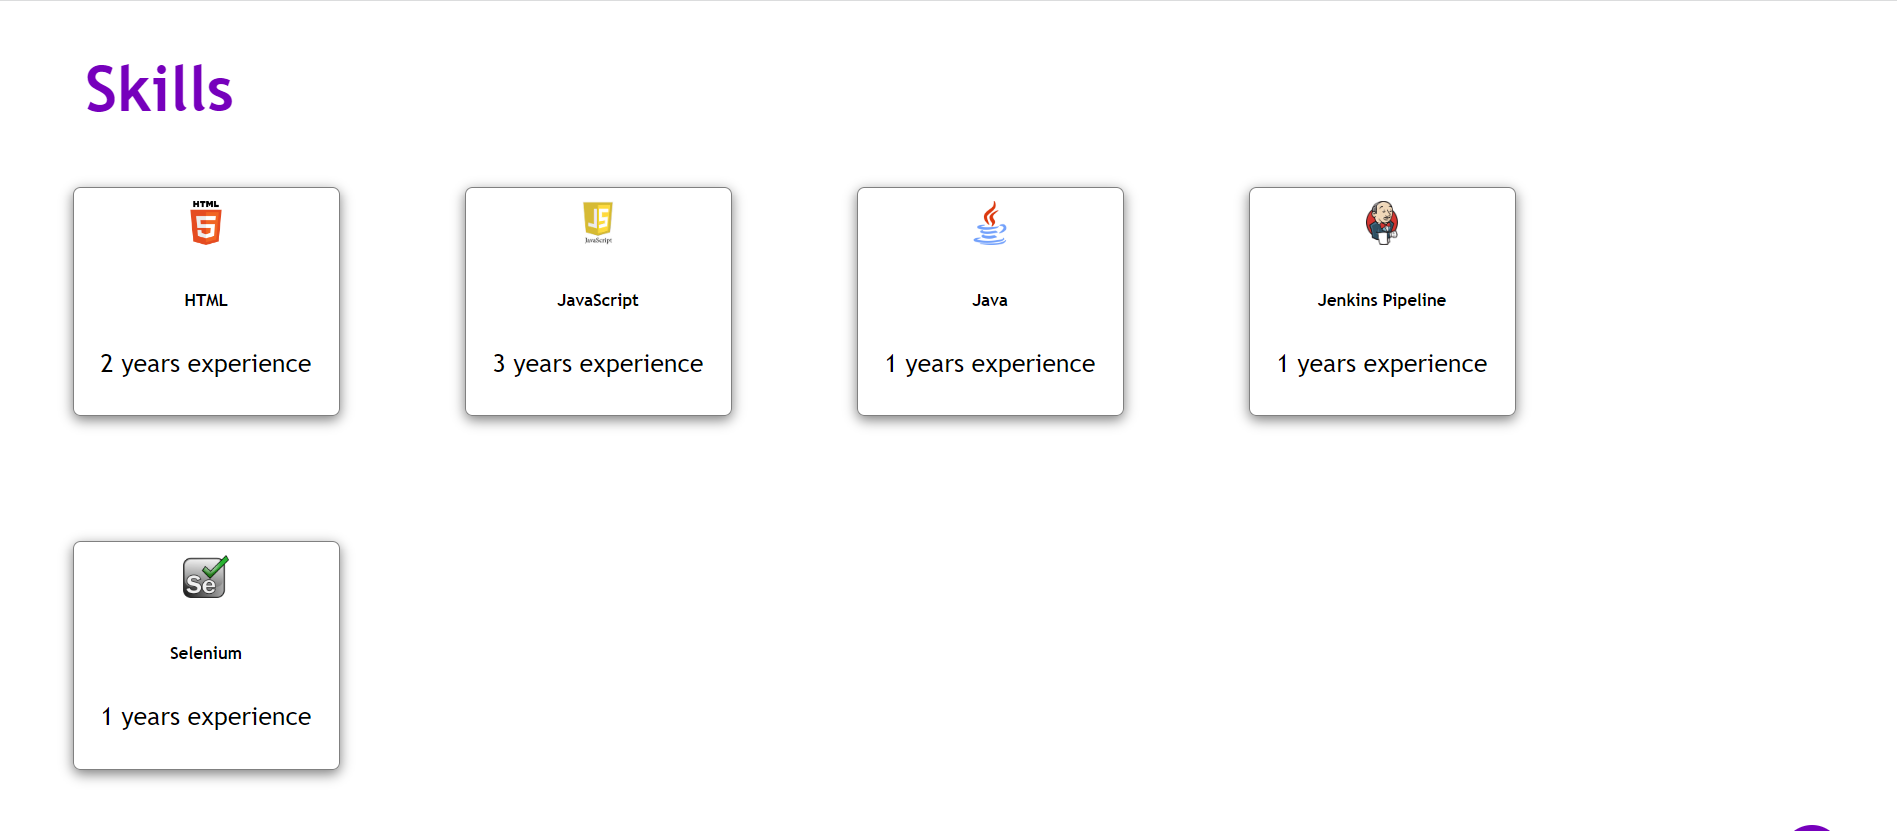 Skills
HTML
5
HTML
2 years experience
JS
JavaScript
JavaScript
3 years experience
Java
1 years experience
Jenkins Pipeline
1 years experience
Se
Selenium
1 years experience